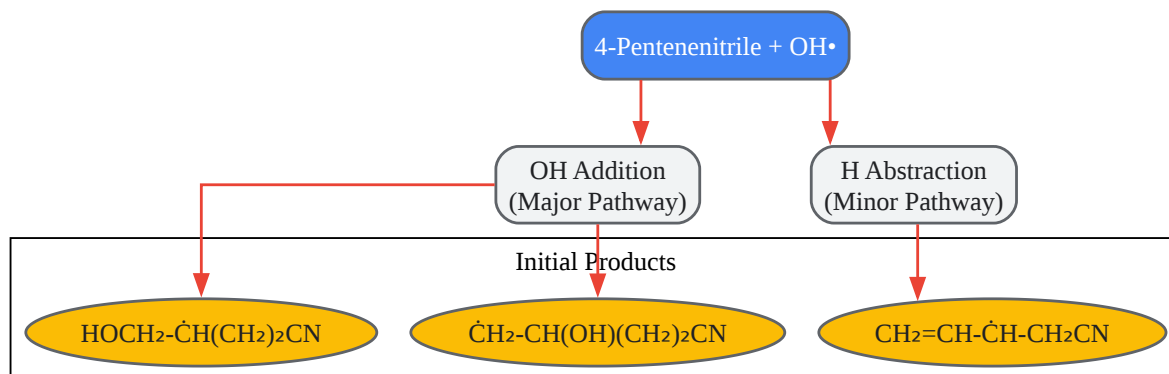 4-Pentenenitrile + OH•
OH Addition
(Major Pathway)
H Abstraction
(Minor Pathway)
Initial Products
HOCH₂-ĊH(CH₂)₂CN
ĊH₂-CH(OH)(CH₂)₂CN
CH₂=CH-ĊH-CH₂CN